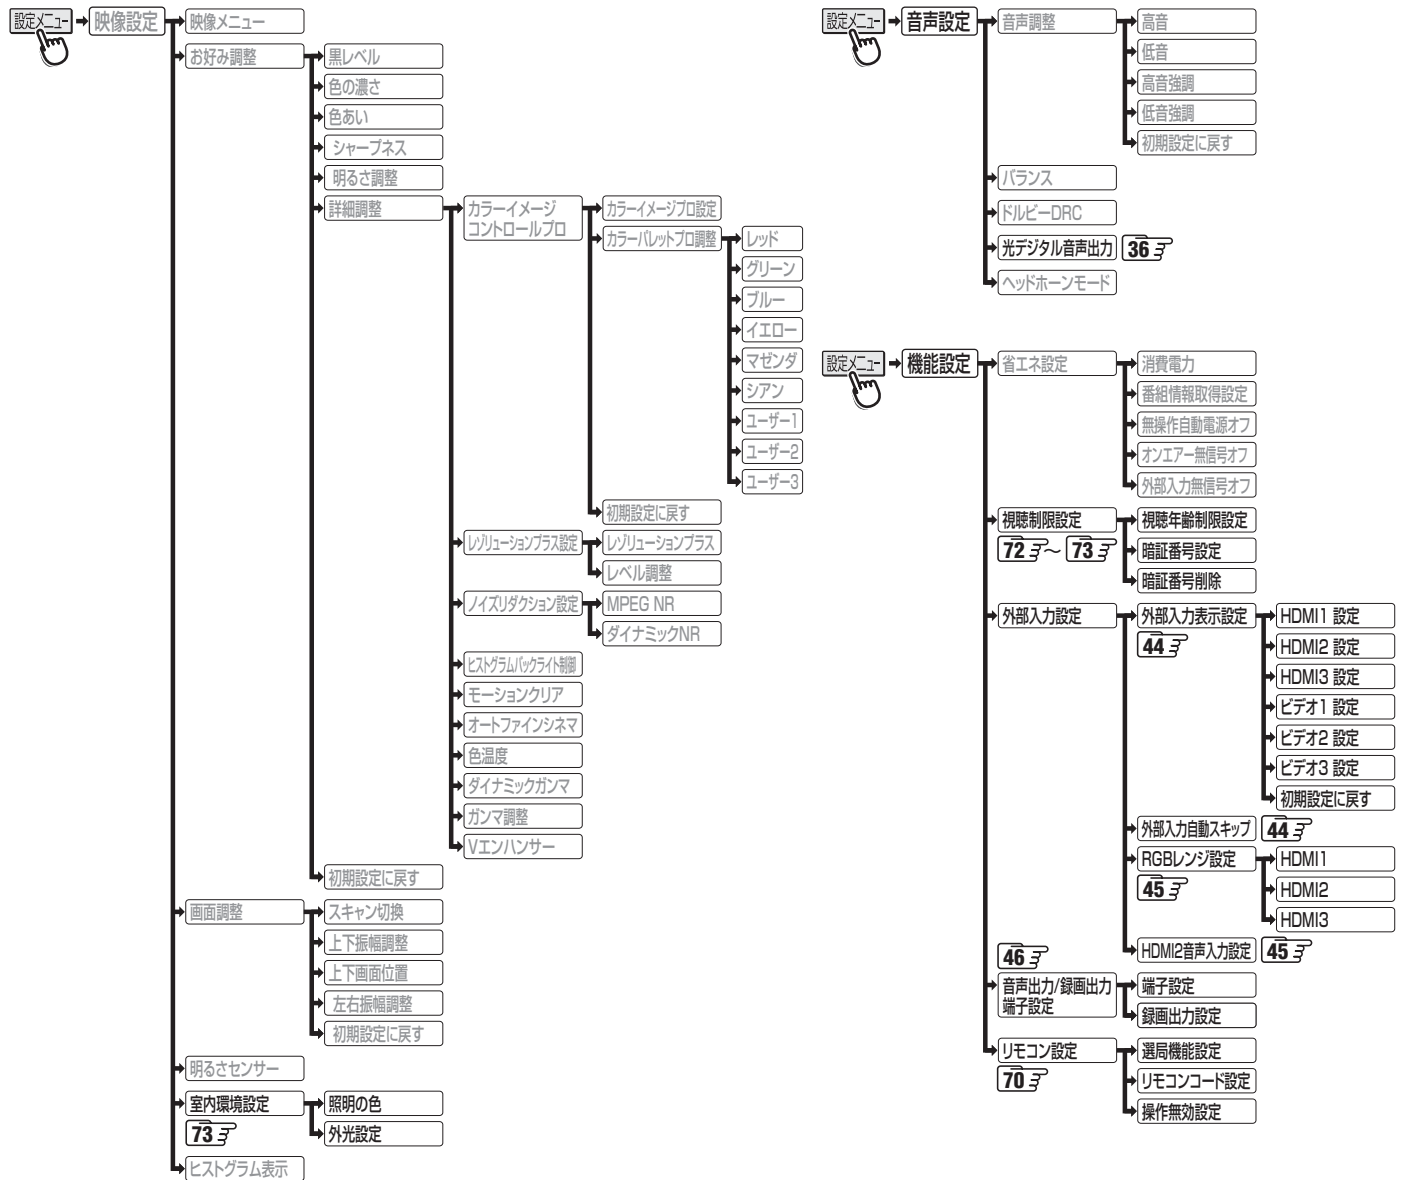 設定メニュー
映像設定
映像メニュー
お好み調整
黒レベル
色の濃さ
色あい
シャープネス
明るさ調整
詳細調整
カラーイメージ
コントロールプロ
カラーイメージプロ設定
カラーパレットプロ調整
レッド
グリーン
ブルー
イエロー
マゼンダ
シアン
ユーザー1
ユーザー2
ユーザー3
初期設定に戻す
レゾリューションプラス設定
レゾリューションプラス
レベル調整
ノイズリダクション設定
MPEG NR
ダイナミックNR
ヒストグラムバックライト制御
モーションクリア
オートファインシネマ
色温度
ダイナミックガンマ
ガンマ調整
Vエンハンサー
初期設定に戻す
画面調整
スキャン切換
上下振幅調整
上下画面位置
左右振幅調整
初期設定に戻す
明るさセンサー
室内環境設定
73
照明の色
外光設定
ヒストグラム表示
設定メニュー
音声設定
音声調整
高音
低音
高音強調
低音強調
初期設定に戻す
バランス
ドルビーDRC
光デジタル音声出力 36
ヘッドホーンモード
設定メニュー
機能設定
省エネ設定
消費電力
番組情報取得設定
無操作自動電源オフ
オンエアー無信号オフ
外部入力無信号オフ
視聴制限設定
72 ～ 73
視聴年齢制限設定
暗証番号設定
暗証番号削除
外部入力設定
外部入力表示設定
44
HDMI1 設定
HDMI2 設定
HDMI3 設定
ビデオ1 設定
ビデオ2 設定
ビデオ3 設定
初期設定に戻す
外部入力自動スキップ 44
RGBレンジ設定
45
HDMI1
HDMI2
HDMI3
HDMI2音声入力設定 45
46
音声出力/録画出力
端子設定
端子設定
録画出力設定
リモコン設定
70
選局機能設定
リモコンコード設定
操作無効設定